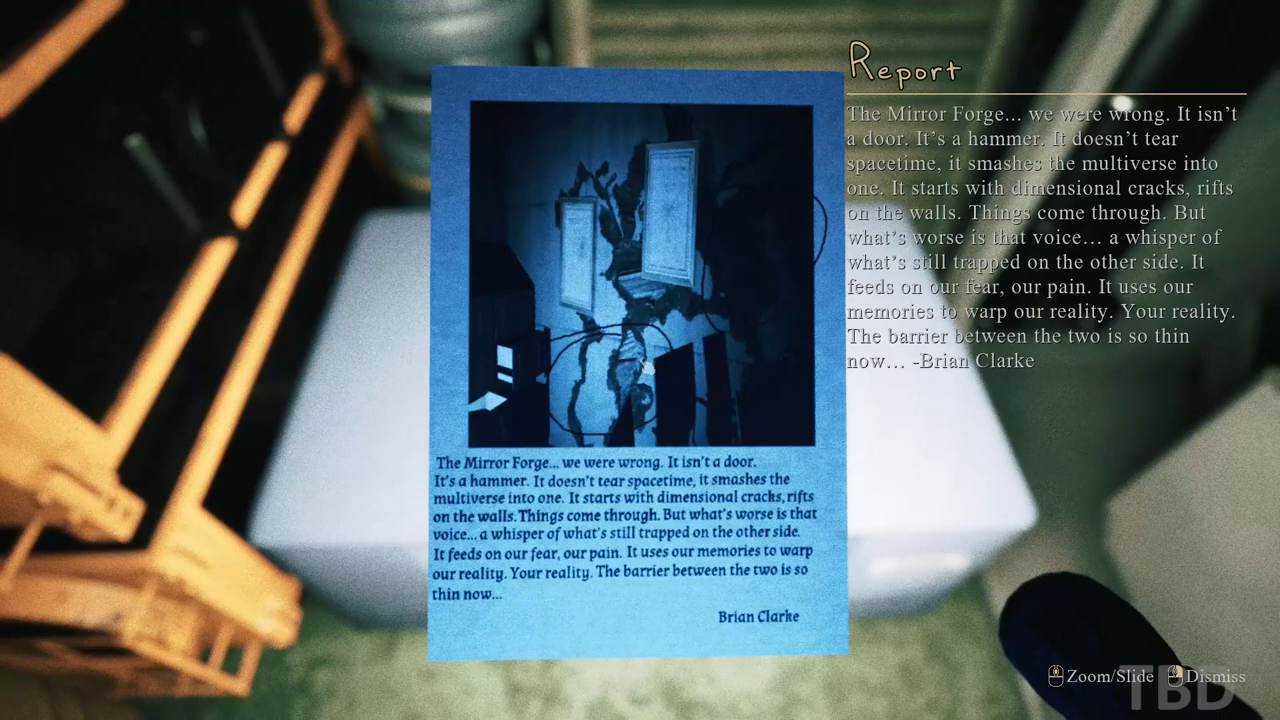 The Mirror Forge... we were wrong. It isn't a door.
It's a hammer. It doesn't tear spacetime, it smashes the
multiverse into one. It starts with dimensional cracks, rifts
on the walls. Things come through. But what's worse is that
voice... a whisper of what's still trapped on the other side.
It feeds on our fear, our pain. It uses our memories to warp
our reality. Your reality. The barrier between the two is so
thin now...
Brian Clarke
Report
The Mirror Forge... we were wrong. It isn't
a door. It's a hammer. It doesn't tear
spacetime, it smashes the multiverse into
one. It starts with dimensional cracks, rifts
on the walls. Things come through. But
what's worse is that voice... a whisper of
what's still trapped on the other side. It
feeds on our fear, our pain. It uses our
memories to warp our reality. Your reality.
The barrier between the two is so thin
now... -Brian Clarke
Zoom/Slide Dismiss
TBD